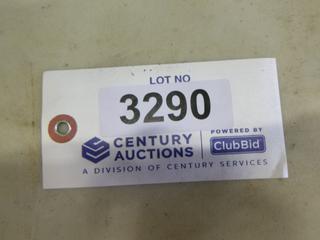 LOT NO
3290
CENTURY AUCTIONS
POWERED BY
ClubBid
A DIVISION OF CENTURY SERVICES